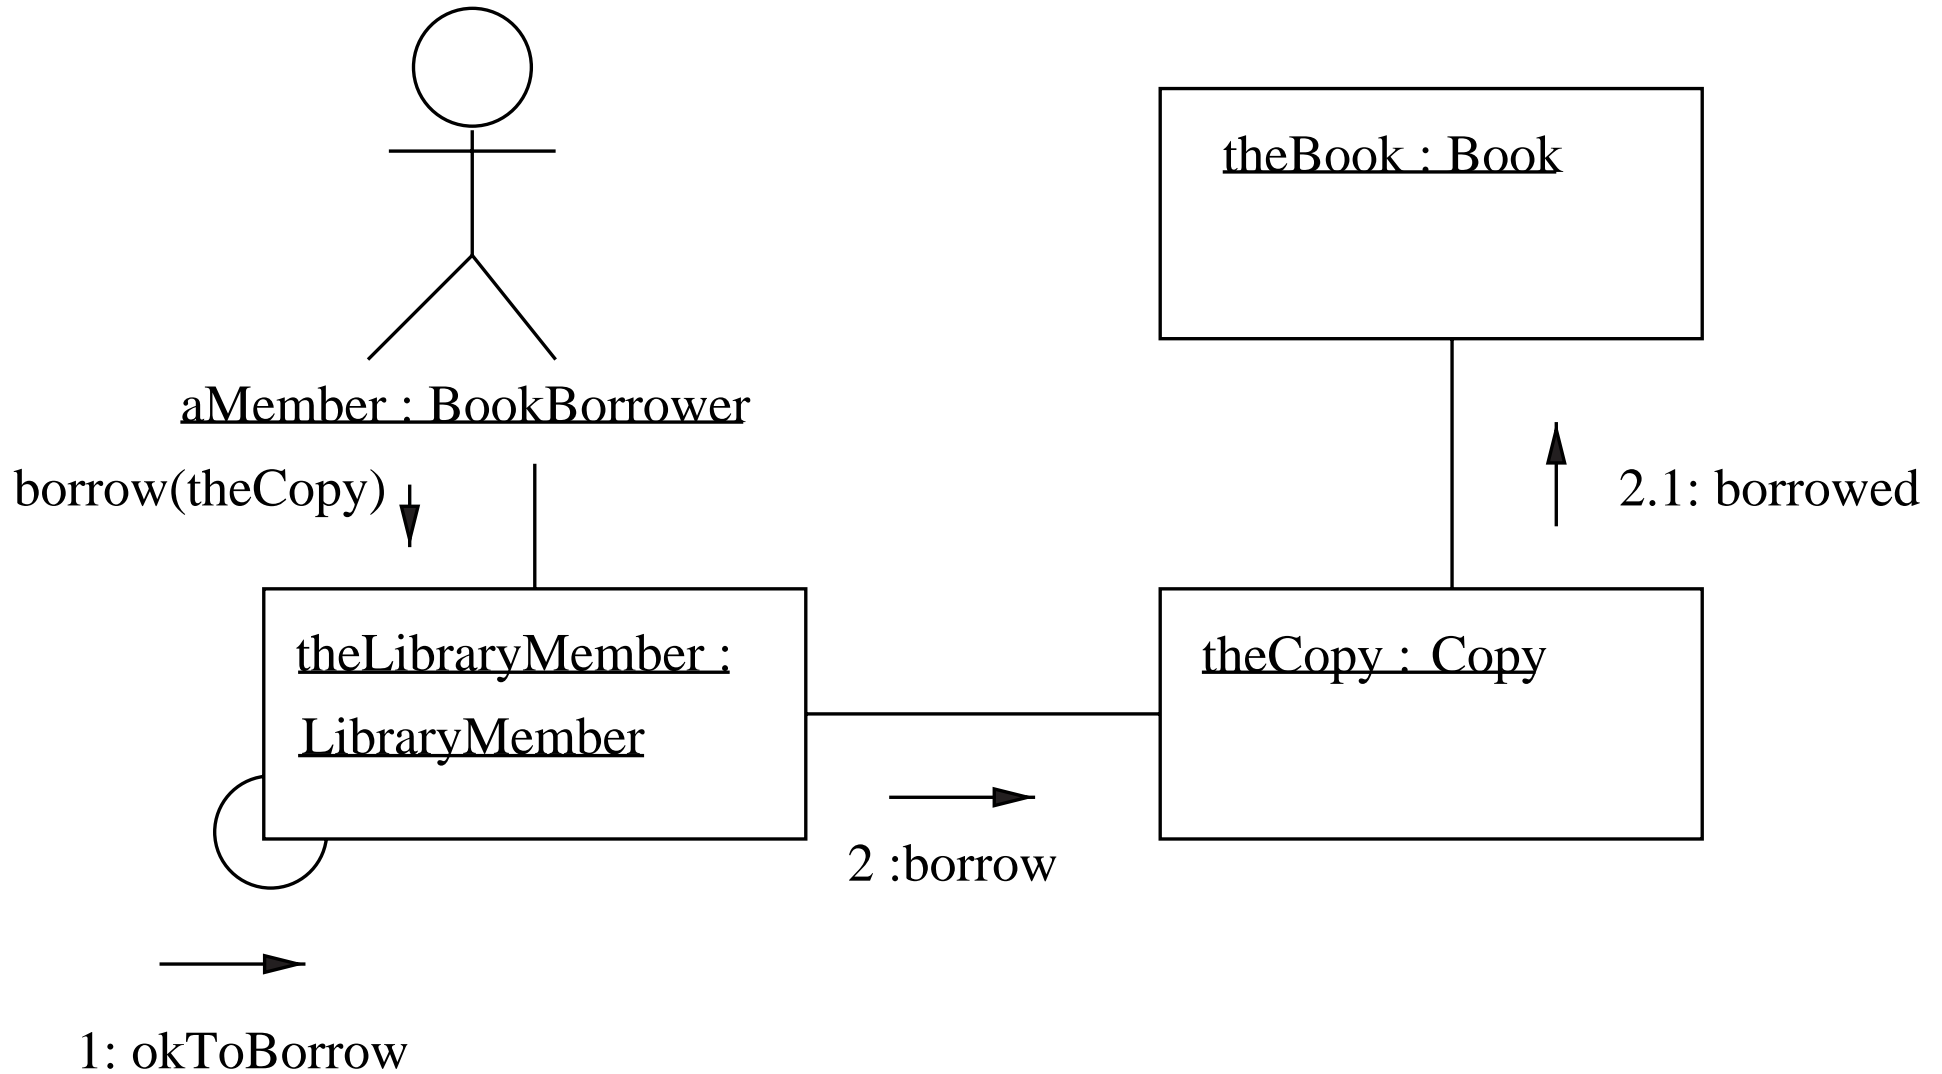 theBook : Book
aMember : BookBorrower
borrow(theCopy)
2.1: borrowed
theLibraryMember :
LibraryMember
theCopy : Copy
2 :borrow
1: okToBorrow